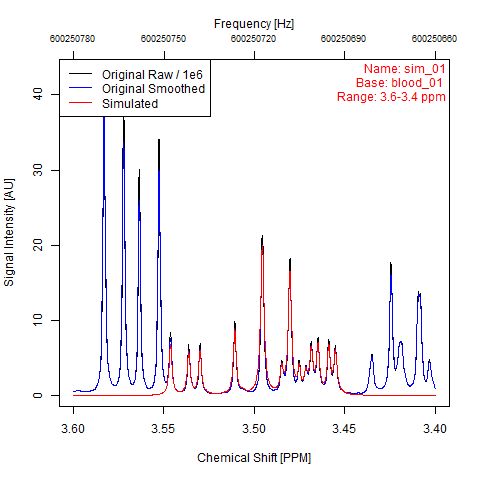 Frequency [Hz]
600250780 600250750 600250720 600250690 600250660
Original Raw / 1e6
Original Smoothed
Simulated
Name: sim_01
Base: blood_01
Range: 3.6-3.4 ppm
Signal Intensity [AU]
40
30
20
10
0
3.60 3.55 3.50 3.45 3.40
Chemical Shift [PPM]